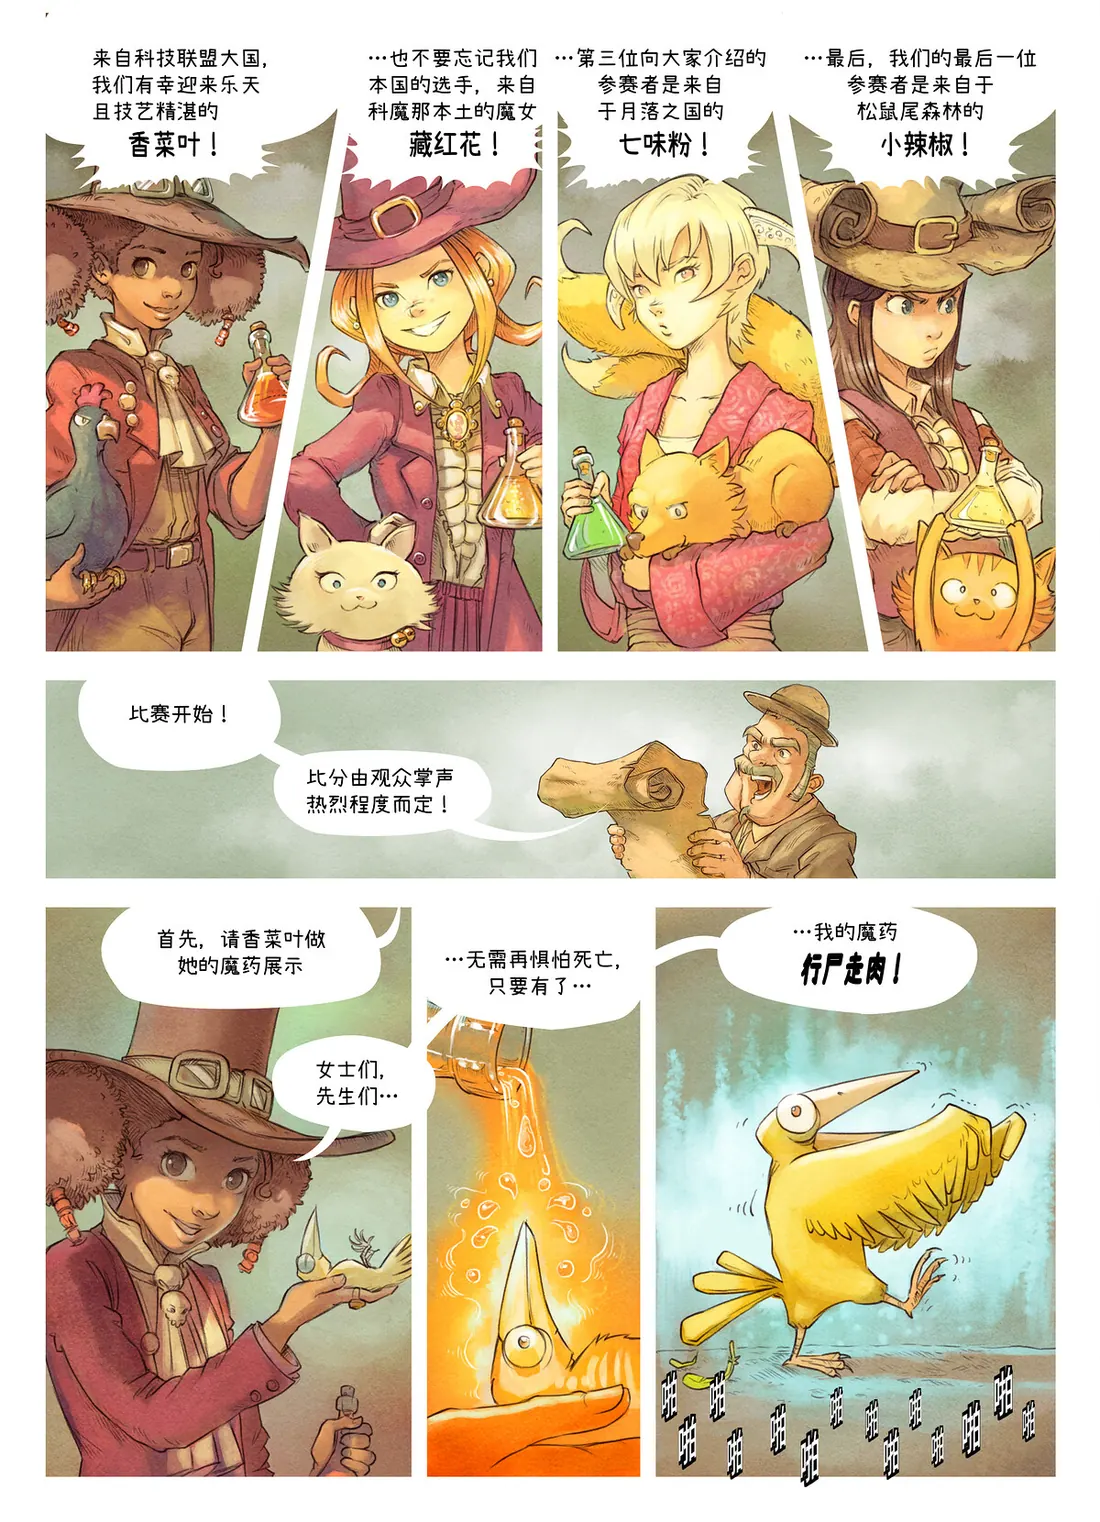 来自科技联盟大国，
我们有幸迎来乐天
且技艺精湛的
香菜叶！
…也不要忘记我们
本国的选手，来自
科魔那本土的魔女
藏红花！
…第三位向大家介绍的
参赛者是来自
于月落之国的
七味粉！
…最后，我们的最后一位
参赛者是来自于
松鼠尾森林的
小辣椒！
比赛开始！
比分由观众掌声
热烈程度而定！
首先，请香菜叶做
她的魔药展示
女士们，
先生们…
…无需再惧怕死亡，
只要有了…
…我的魔药
行尸走肉！
啪
啪
啪
啪
啪
啪
啪
啪
啪
啪
啪
啪
啪
啪